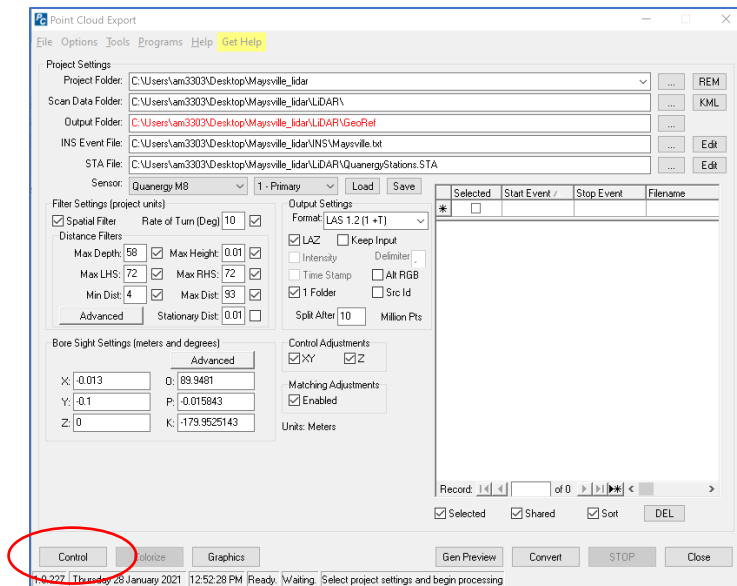 Point Cloud Export
File Options Tools Programs Help Get Help
Project Settings
Project Folder: C:\Users\am3303\Desktop\Maysville_lidar ... REM
Scan Data Folder: C:\Users\am3303\Desktop\Maysville_lidar\LiDAR\ ... KML
Output Folder: C:\Users\am3303\Desktop\Maysville_lidar\LiDAR\GeoRef ...
INS Event File: C:\Users\am3303\Desktop\Maysville_lidar\INS\Maysville.txt ... Edit
STA File: C:\Users\am3303\Desktop\Maysville_lidar\LiDAR\QuanergyStations.STA ... Edit
Sensor: Quanergy M8 1 - Primary Load Save
Selected Start Event Stop Event Filename
Filter Settings (project units)
Spatial Filter Rate of Turn (Deg) 10
Distance Filters
Max Depth: 58 Max Height: 0.01
Max LHS: 72 Max RHS: 72
Min Dist: 4 Max Dist: 93
Advanced Stationary Dist: 0.01
Output Settings
Format: LAS 1.2 (1 +T)
LAZ Keep Input
Intensity Delimiter ,
Time Stamp Alt RGB
1 Folder Src Id
Split After 10 Million Pts
Bore Sight Settings (meters and degrees)
Advanced
X: -0.013 O: 89.9481
Y: -0.1 P: -0.015843
Z: 0 K: -179.9525143
Control Adjustments
XY Z
Matching Adjustments
Enabled
Units: Meters
Record: of 0
Selected Shared Sort DEL
Control Colorize Graphics Gen Preview Convert STOP Close
1.0.227 Thursday 28 January 2021 12:52:28 PM Ready. Waiting. Select project settings and begin processing